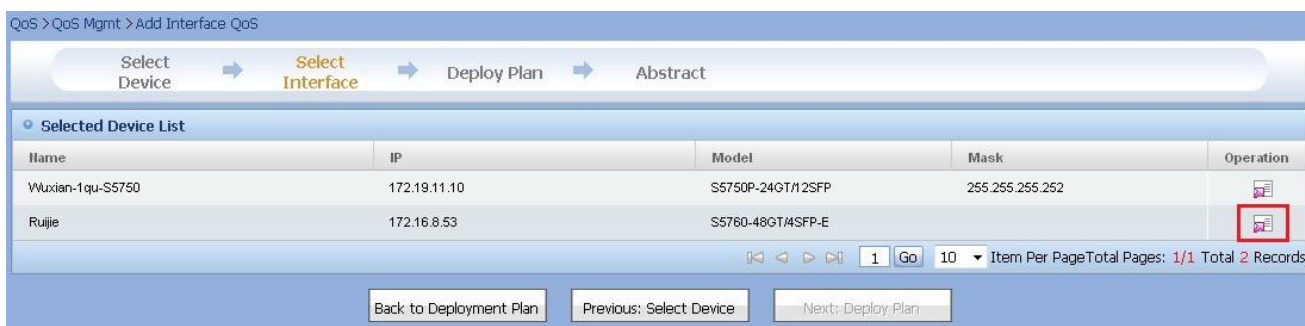 QoS > QoS Mgmt > Add Interface QoS
Select Device
Select Interface
Deploy Plan
Abstract
Selected Device List
Name IP Model Mask Operation
Wuxian-1qu-S5750 172.19.11.10 S5750P-24GT/12SFP 255.255.255.252
Ruijie 172.16.8.53 S5760-48GT/4SFP-E
1 Go 10 Item Per PageTotal Pages: 1/1 Total 2 Records
Back to Deployment Plan Previous: Select Device Next: Deploy Plan